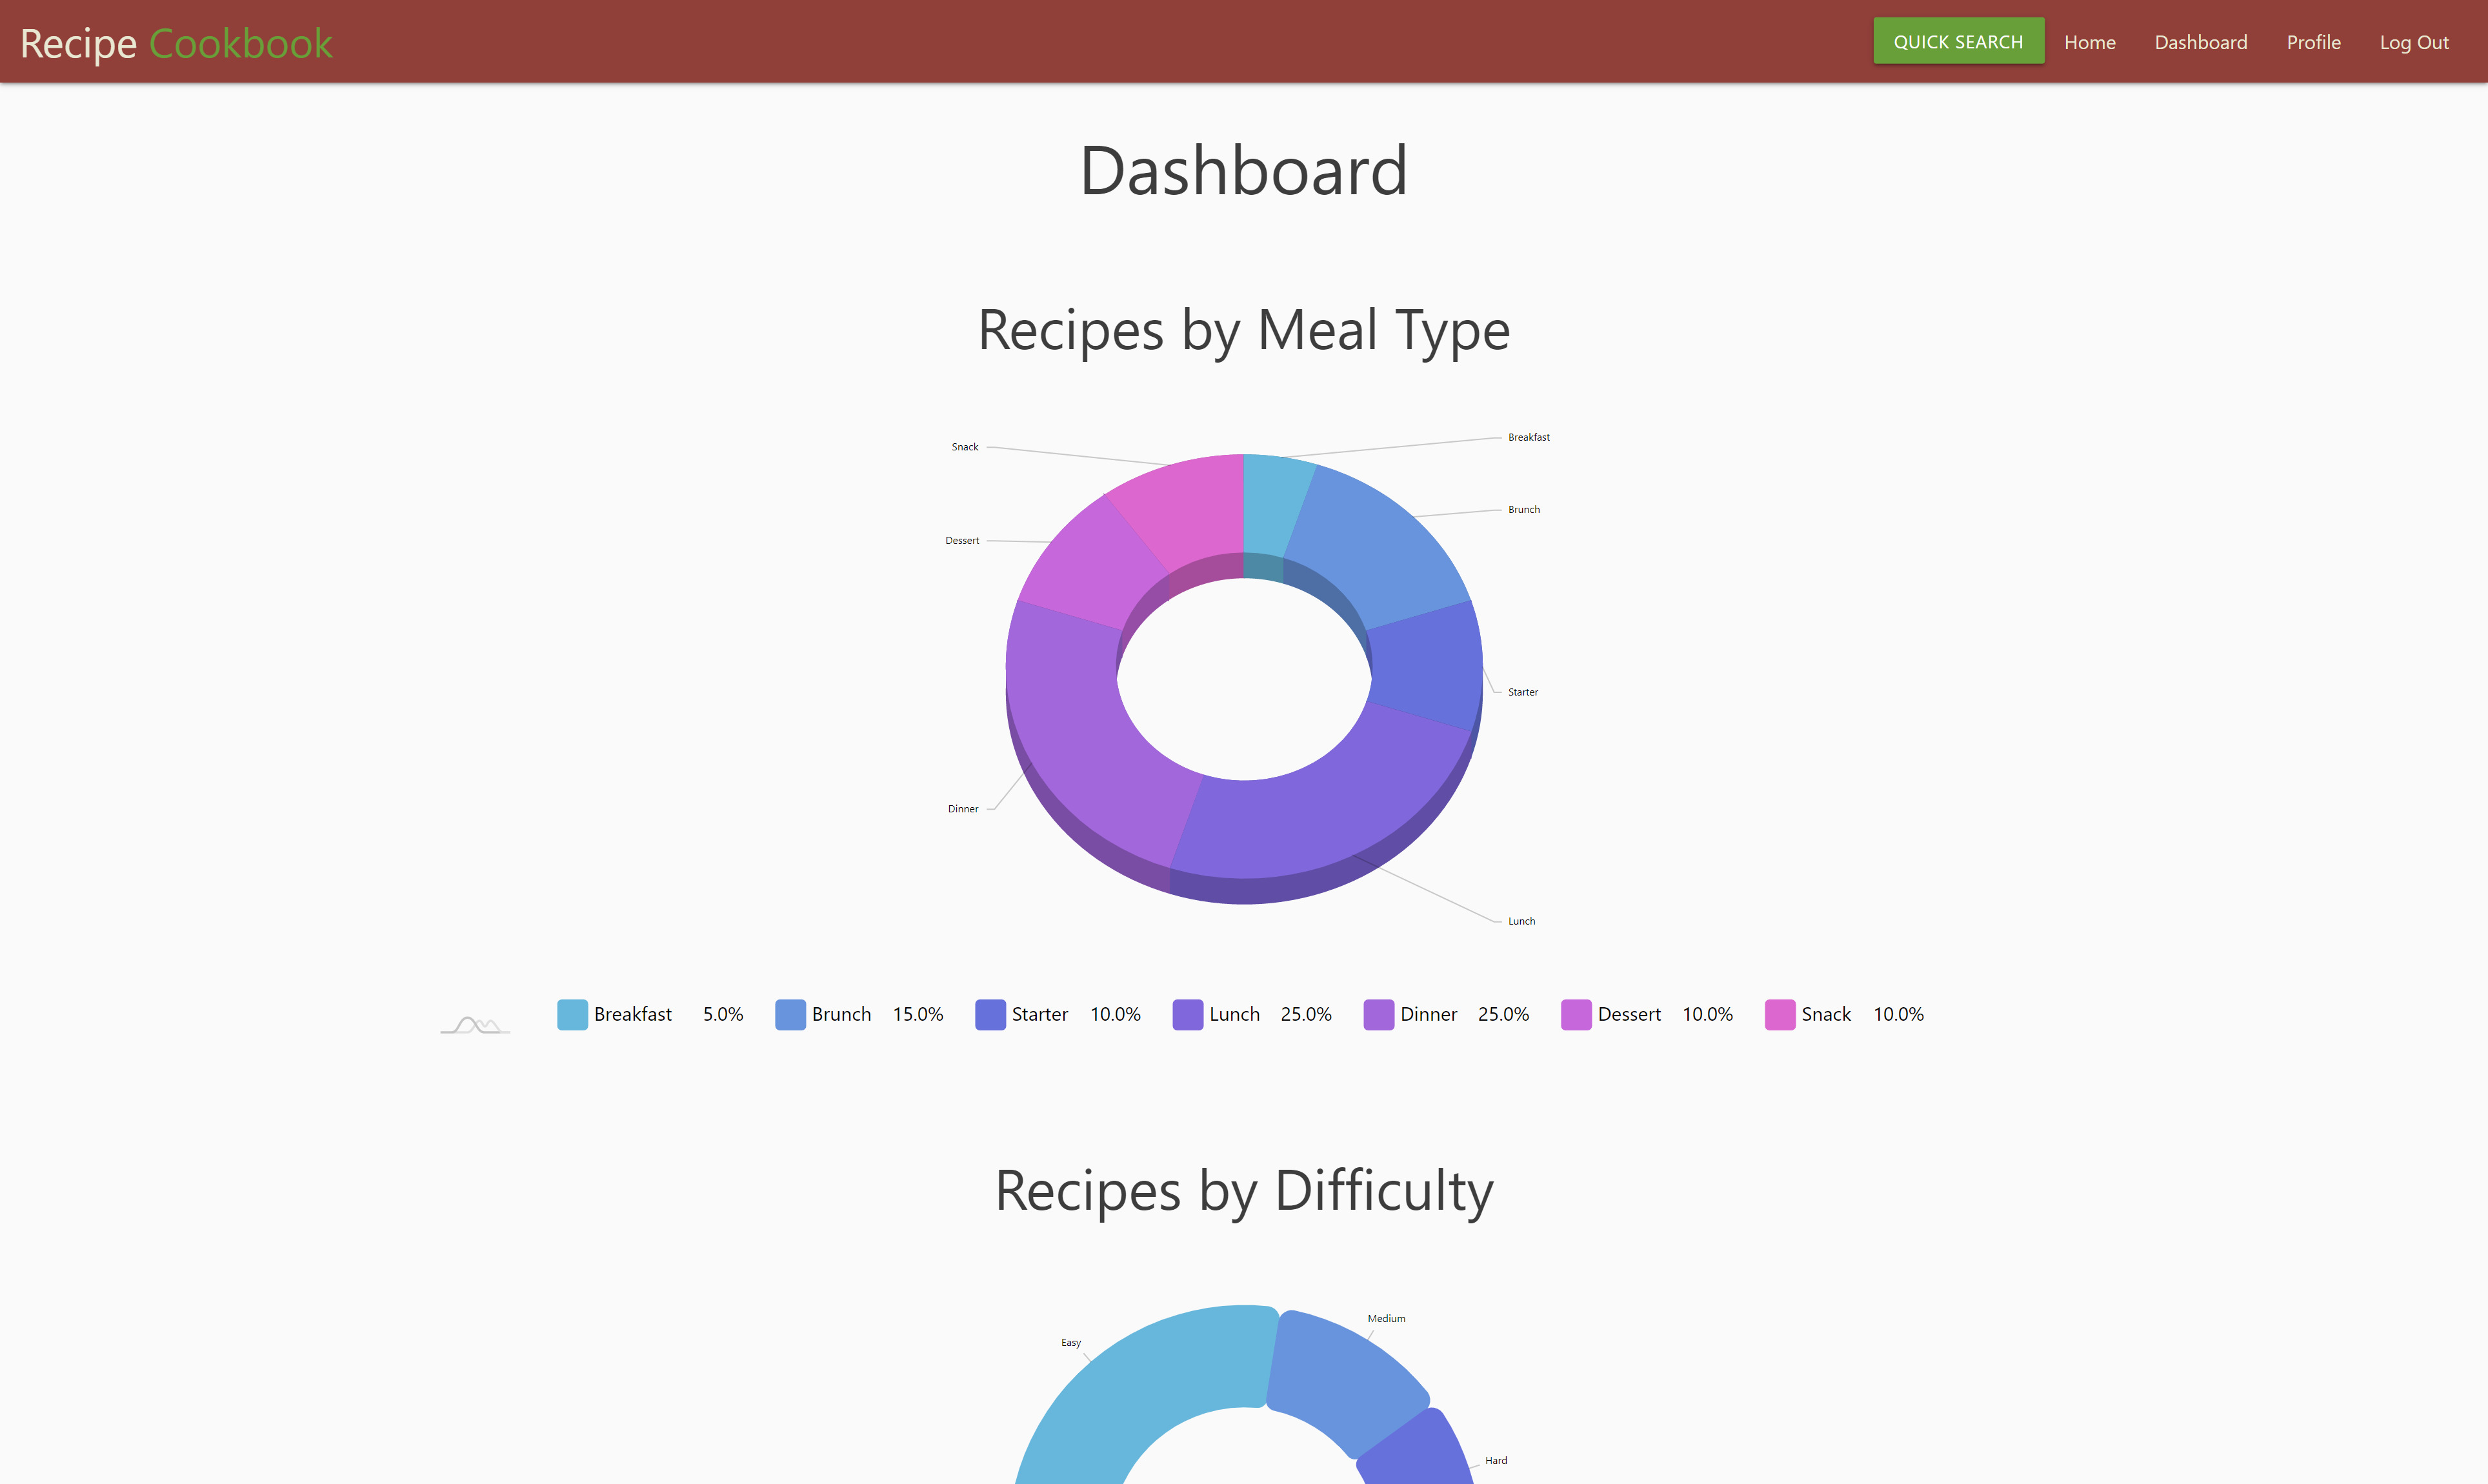 Recipe Cookbook
QUICK SEARCH Home Dashboard Profile Log Out
Dashboard
Recipes by Meal Type
Breakfast
Snack
Brunch
Dessert
Starter
Dinner
Lunch
Breakfast 5.0% Brunch 15.0% Starter 10.0% Lunch 25.0% Dinner 25.0% Dessert 10.0% Snack 10.0%
Recipes by Difficulty
Medium
Easy
Hard